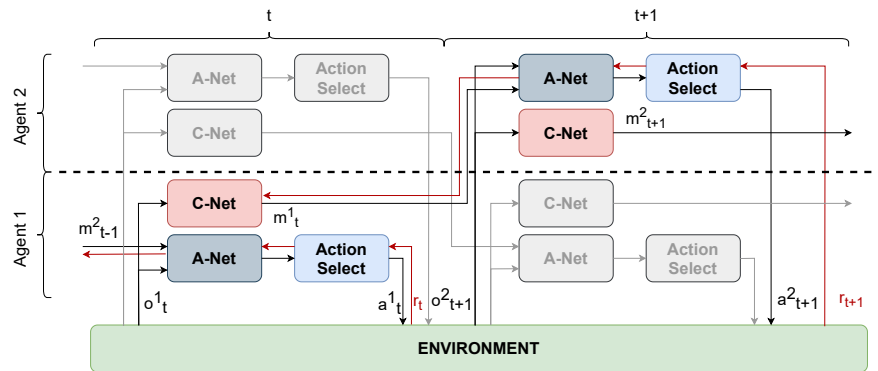 t
t+1
Agent 2
A-Net
Action
Select
A-Net
Action
Select
C-Net
C-Net
m²t+1
Agent 1
C-Net
m¹t
C-Net
m²t-1
A-Net
Action
Select
A-Net
Action
Select
o¹t
a¹t
rt
o²t+1
a²t+1
rt+1
ENVIRONMENT